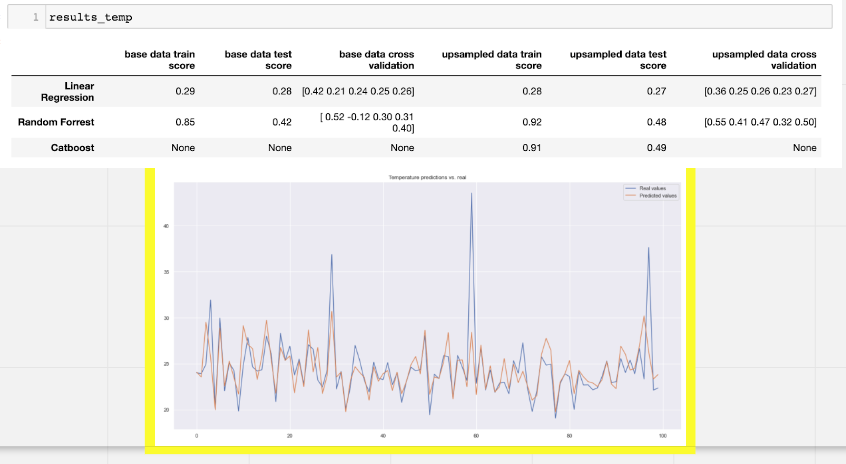 1 results_temp
base data train score base data test score base data cross validation upsampled data train score upsampled data test score upsampled data cross validation
Linear Regression 0.29 0.28 [0.42 0.21 0.24 0.25 0.26] 0.28 0.27 [0.36 0.25 0.26 0.23 0.27]
Random Forrest 0.85 0.42 [ 0.52 -0.12 0.30 0.31 0.40] 0.92 0.48 [0.55 0.41 0.47 0.32 0.50]
Catboost None None None 0.91 0.49 None
Temperature predictions vs. real
Real values
Predicted values
40
35
30
25
20
0 20 40 60 80 100